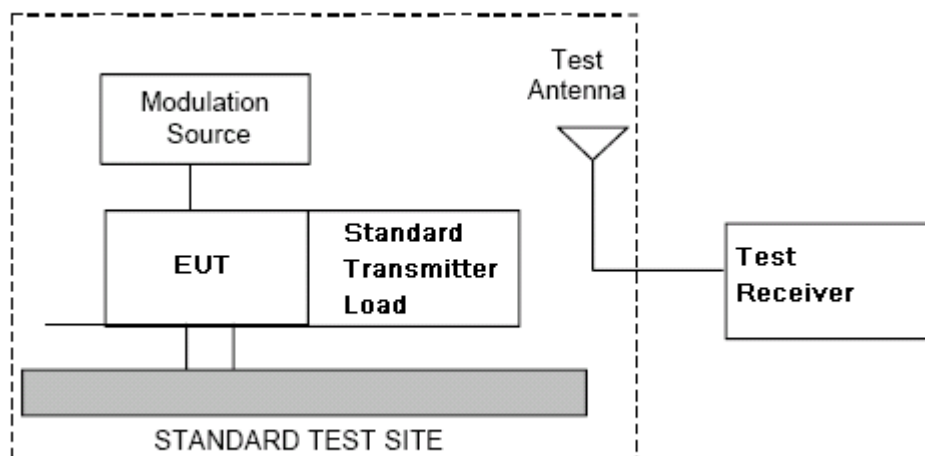 Modulation
Source
Test
Antenna
EUT
Standard
Transmitter
Load
Test
Receiver
STANDARD TEST SITE